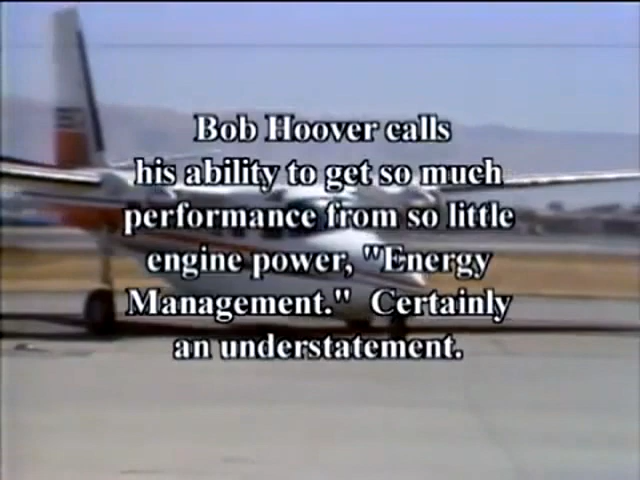 Bob Hoover calls
his ability to get so much
performance from so little
engine power, "Energy
Management."  Certainly
an understatement.